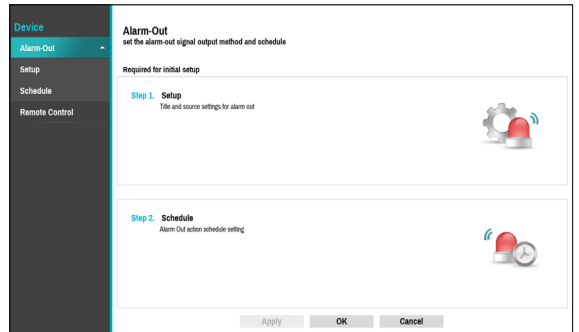 Device
Alarm-Out
Setup
Schedule
Remote Control
Alarm-Out
set the alarm-out signal output method and schedule
Required for initial setup
Step 1. Setup
Title and source settings for alarm out
Step 2. Schedule
Alarm Out action schedule setting
Apply OK Cancel